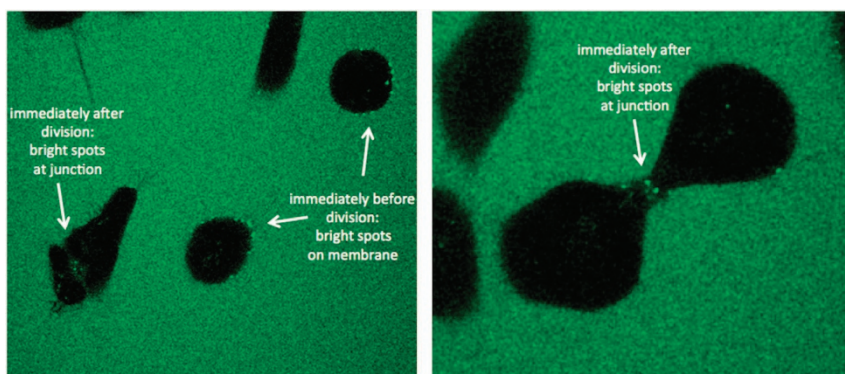 immediately after
division:
bright spots
at junction
immediately before
division:
bright spots
on membrane
immediately after
division:
bright spots
at junction